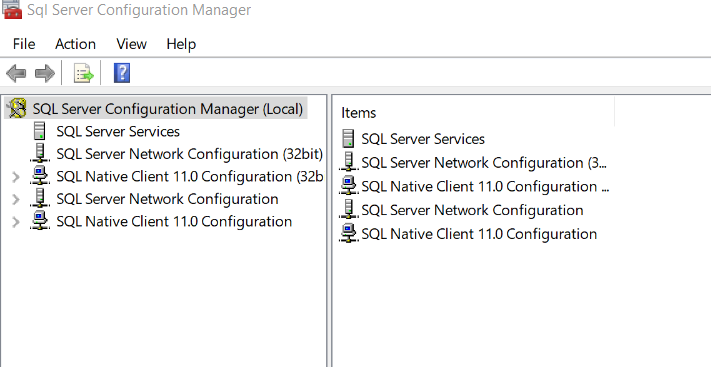 Sql Server Configuration Manager
File Action View Help
SQL Server Configuration Manager (Local)
SQL Server Services
SQL Server Network Configuration (32bit)
SQL Native Client 11.0 Configuration (32b
SQL Server Network Configuration
SQL Native Client 11.0 Configuration
Items
SQL Server Services
SQL Server Network Configuration (3...
SQL Native Client 11.0 Configuration ...
SQL Server Network Configuration
SQL Native Client 11.0 Configuration